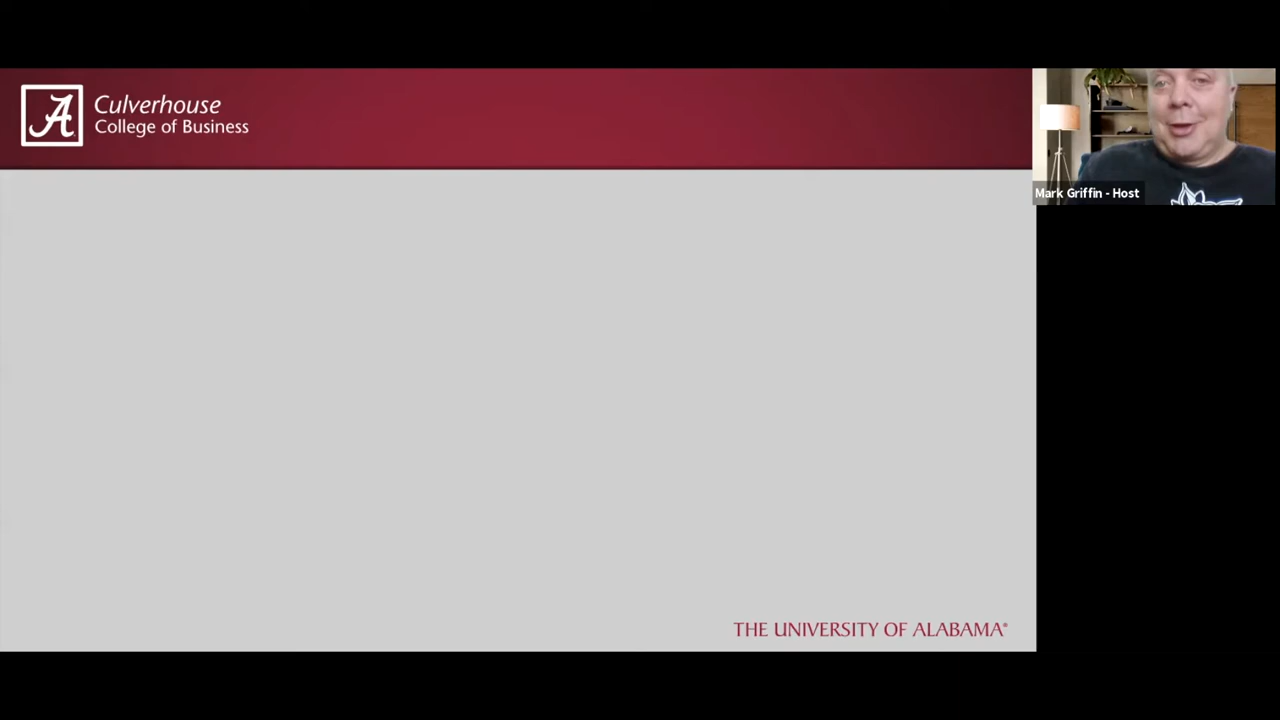 Culverhouse
College of Business
Mark Griffin - Host
THE UNIVERSITY OF ALABAMA®